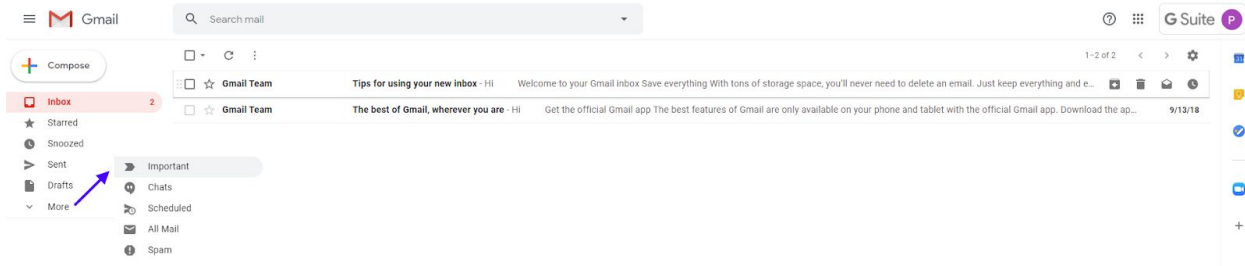 Gmail
Search mail
G Suite P
Compose
1–2 of 2
Gmail Team Tips for using your new inbox - Hi Welcome to your Gmail inbox Save everything With tons of storage space, you'll never need to delete an email. Just keep everything and e...
Inbox 2
Gmail Team The best of Gmail, wherever you are - Hi Get the official Gmail app The best features of Gmail are only available on your phone and tablet with the official Gmail app. Download the ap... 9/13/18
Starred
Snoozed
Sent
Drafts
More
Important
Chats
Scheduled
All Mail
Spam